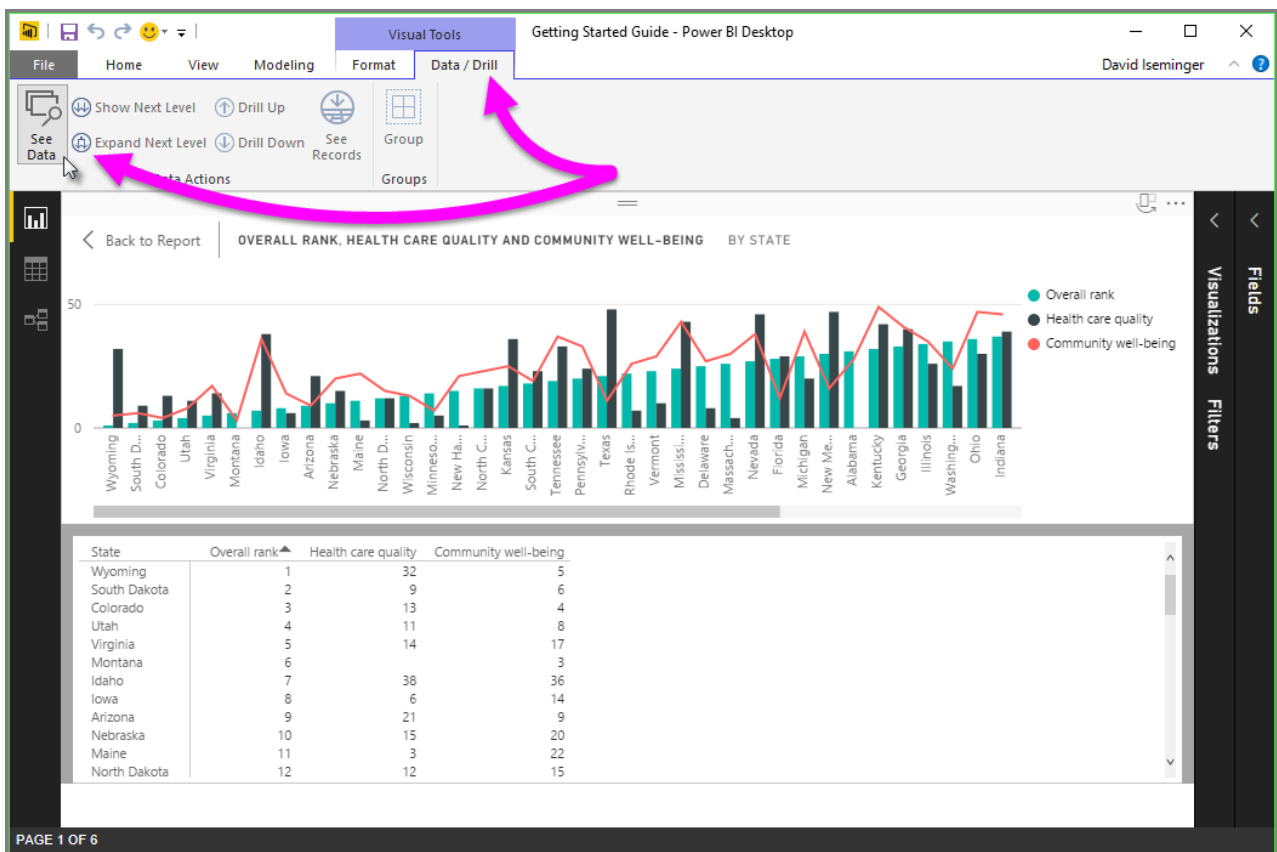 Visual Tools
Getting Started Guide - Power BI Desktop
File Home View Modeling Format Data / Drill David Iseminger
See Data
Show Next Level
Expand Next Level
Drill Up
Drill Down
See Records
Group
Actions
Groups
Back to Report
OVERALL RANK, HEALTH CARE QUALITY AND COMMUNITY WELL-BEING BY STATE
Visualizations
Filters
Fields
50
0
Overall rank
Health care quality
Community well-being
Wyoming
South D...
Colorado
Utah
Virginia
Montana
Idaho
Iowa
Arizona
Nebraska
Maine
North D...
Wisconsin
Minneso...
New Ha...
North C...
Kansas
South C...
Tennessee
Pennsylv...
Texas
Rhode Is...
Vermont
Mississi...
Delaware
Massach...
Nevada
Florida
Michigan
New Me...
Alabama
Kentucky
Georgia
Illinois
Washing...
Ohio
Indiana
State Overall rank Health care quality Community well-being
Wyoming 1 32 5
South Dakota 2 9 6
Colorado 3 13 4
Utah 4 11 8
Virginia 5 14 17
Montana 6 3
Idaho 7 38 36
Iowa 8 6 14
Arizona 9 21 9
Nebraska 10 15 20
Maine 11 3 22
North Dakota 12 12 15
PAGE 1 OF 6